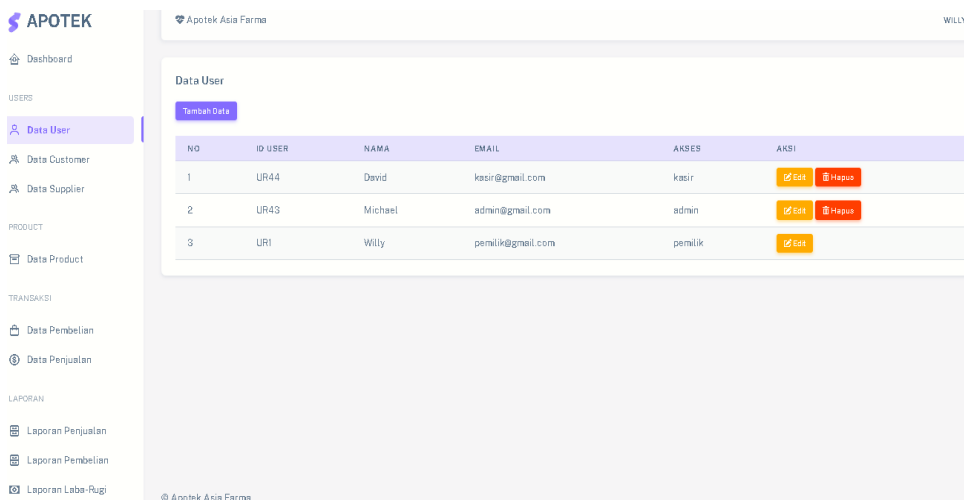 APOTEK
Apotek Asia Farma
WILLY
Dashboard
USERS
Data User
Data Customer
Data Supplier
PRODUCT
Data Product
TRANSAKSI
Data Pembelian
Data Penjualan
LAPORAN
Laporan Penjualan
Laporan Pembelian
Laporan Laba-Rugi
Data User
Tambah Data
NO ID USER NAMA EMAIL AKSES AKSI
1 UR44 David kasir@gmail.com kasir Edit Hapus
2 UR43 Michael admin@gmail.com admin Edit Hapus
3 UR1 Willy pemilik@gmail.com pemilik Edit
© Apotek Asia Farma